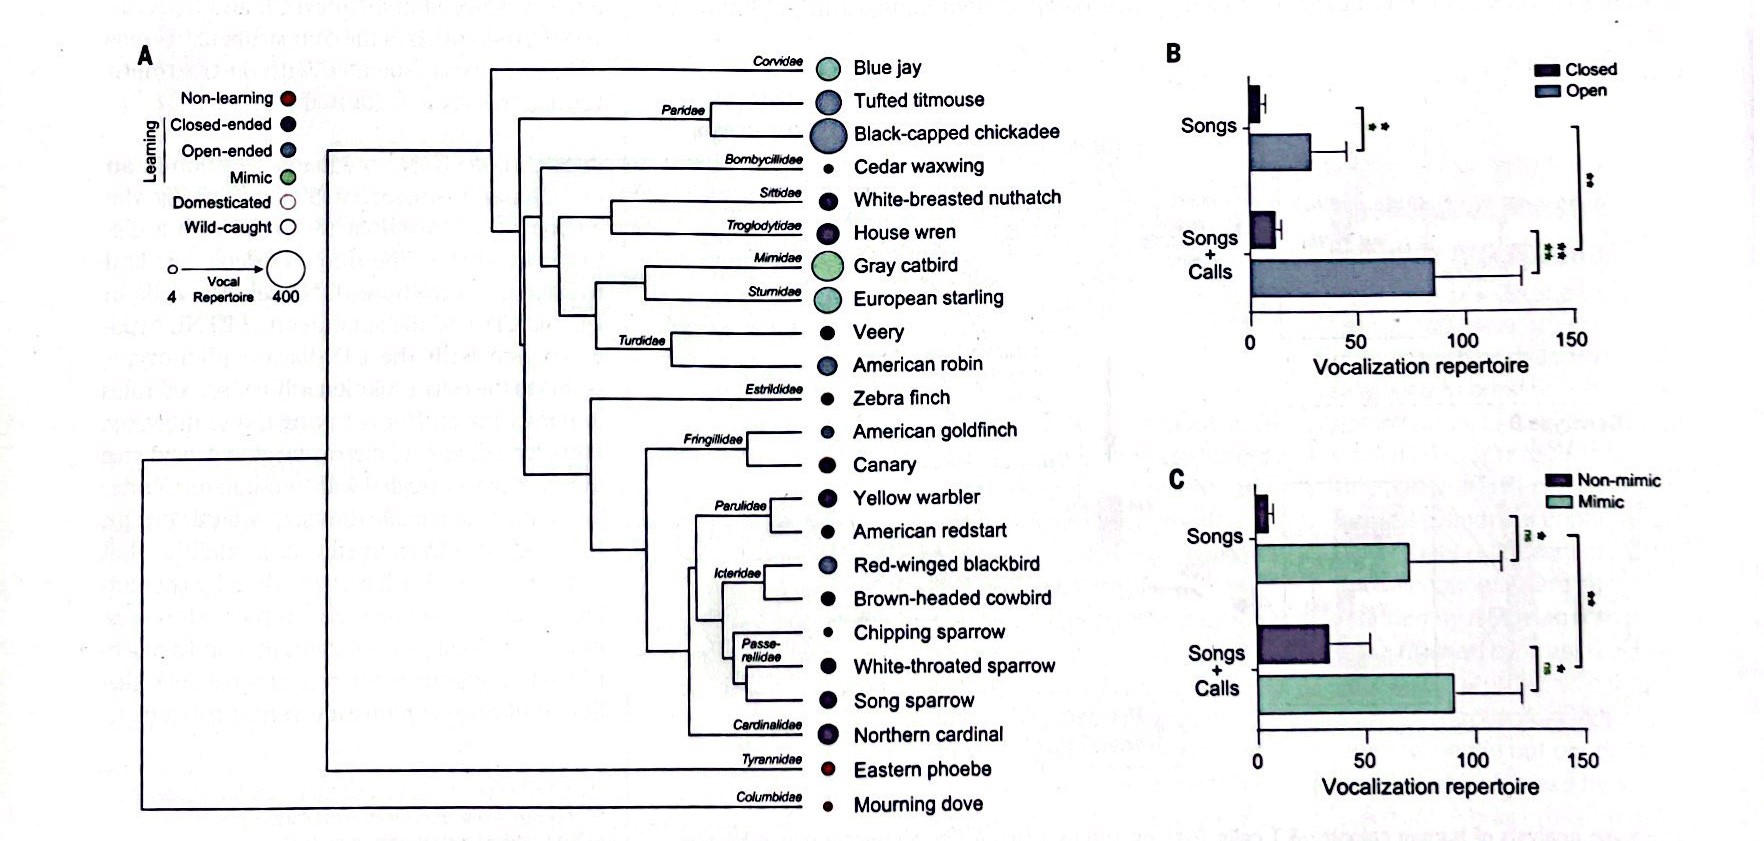 A
Non-learning
Learning
Closed-ended
Open-ended
Mimic
Domesticated
Wild-caught
Vocal
4 Repertoire 400
Corvidae Blue jay
Paridae Tufted titmouse
Black-capped chickadee
Bombycillidae Cedar waxwing
Sittidae White-breasted nuthatch
Troglodytidae House wren
Mimidae Gray catbird
Sturnidae European starling
Veery
Turdidae
American robin
Estrildidae Zebra finch
Fringillidae American goldfinch
Canary
Parulidae Yellow warbler
American redstart
Icteridae Red-winged blackbird
Brown-headed cowbird
Chipping sparrow
Passe-
rellidae
White-throated sparrow
Song sparrow
Cardinalidae Northern cardinal
Tyrannidae Eastern phoebe
Columbidae Mourning dove
B
Closed
Open
Songs
**
**
Songs
+
Calls
**
**
0 50 100 150
Vocalization repertoire
C
Non-mimic
Mimic
Songs
*
ns
**
Songs
+
Calls
*
ns
0 50 100 150
Vocalization repertoire